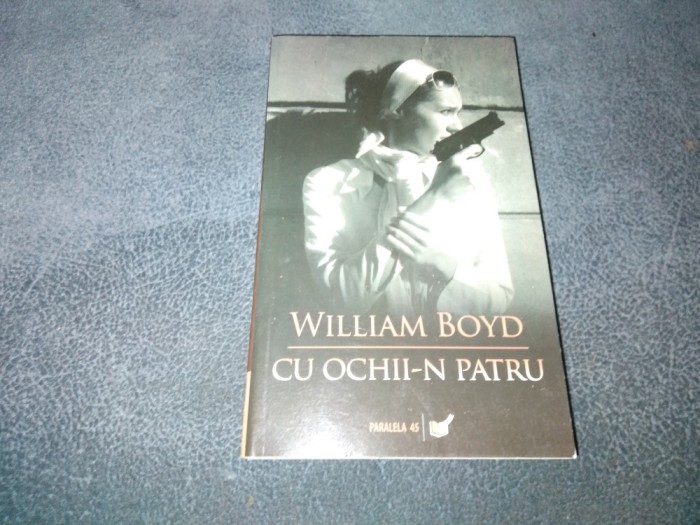 WILLIAM BOYD
CU OCHII-N PATRU
PARALELA 45